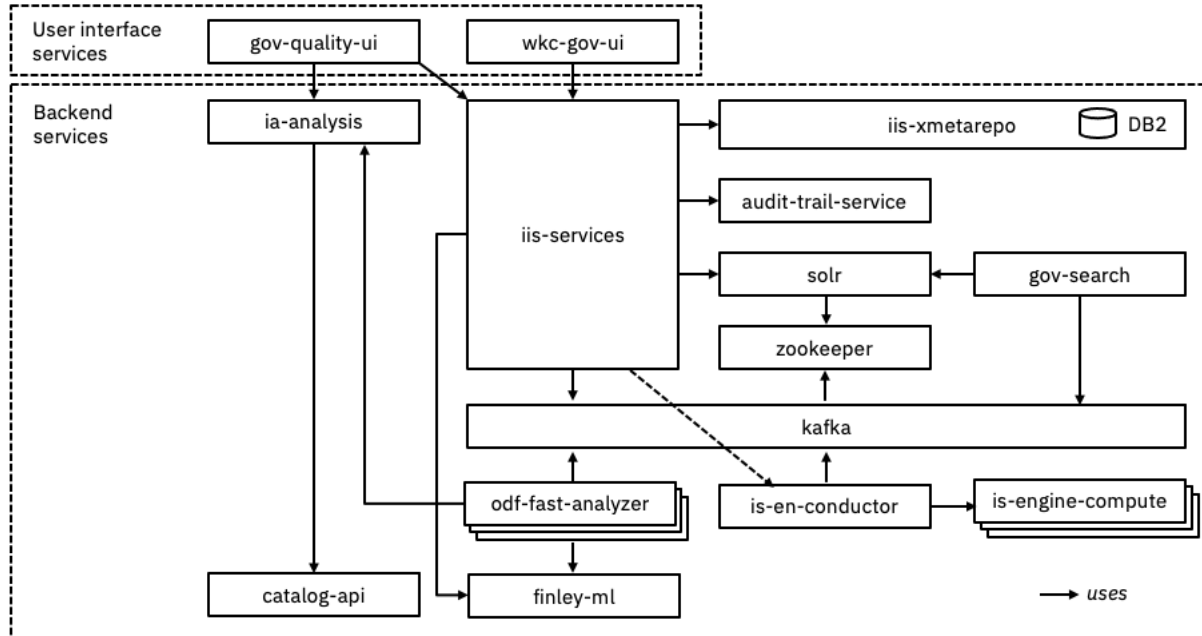 User interface
services
gov-quality-ui
wkc-gov-ui
Backend
services
ia-analysis
iis-services
iis-xmetarepo
DB2
audit-trail-service
solr
gov-search
zookeeper
kafka
odf-fast-analyzer
is-en-conductor
is-engine-compute
catalog-api
finley-ml
uses